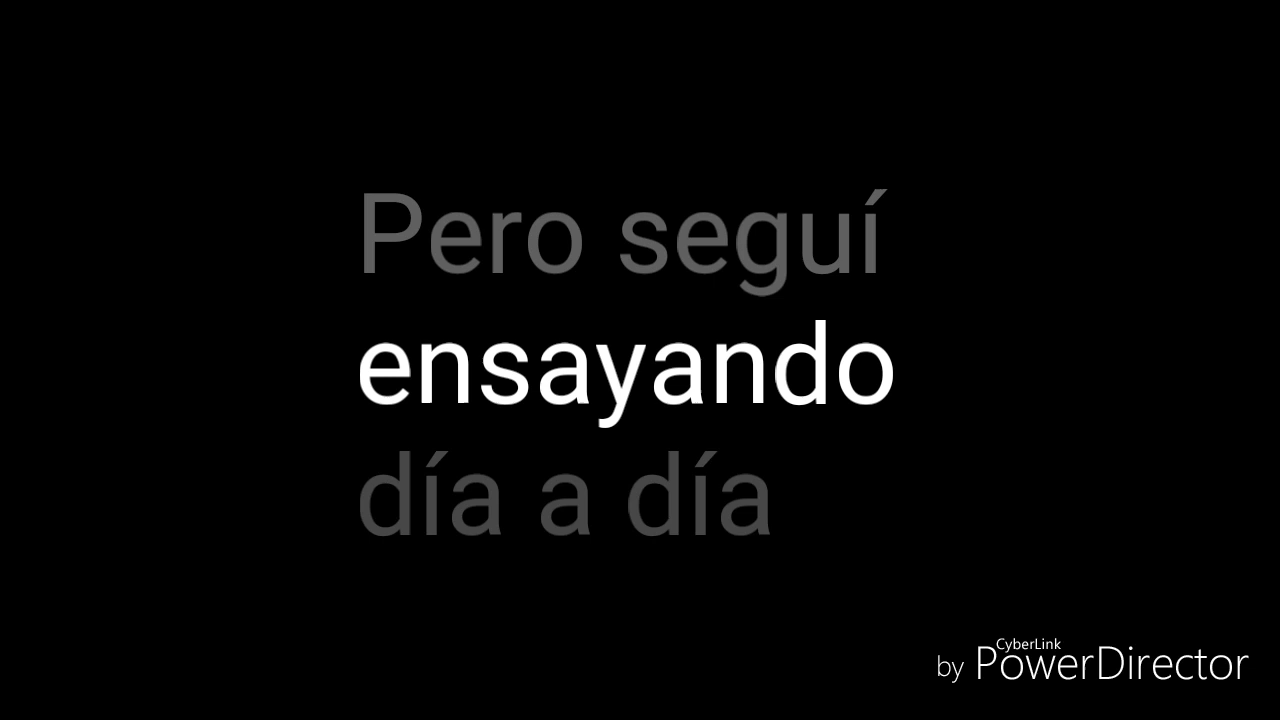 Pero seguí
ensayando
día a día
CyberLink
by PowerDirector